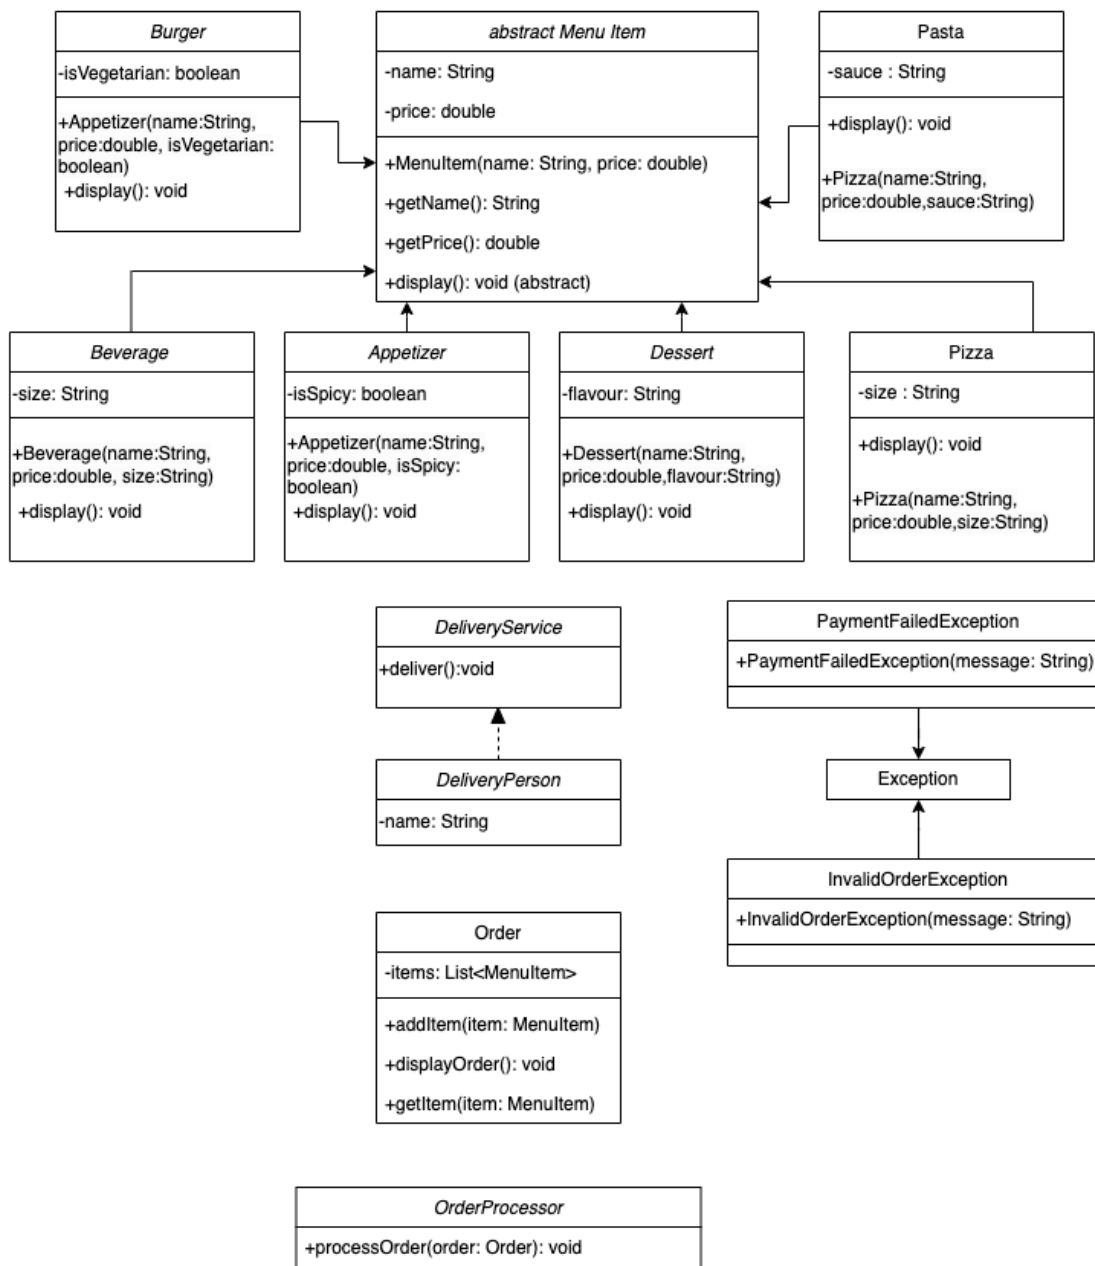 Burger
-isVegetarian: boolean
+Appetizer(name:String,
price:double, isVegetarian:
boolean)
+display(): void
abstract Menu Item
-name: String
-price: double
+MenuItem(name: String, price: double)
+getName(): String
+getPrice(): double
+display(): void (abstract)
Pasta
-sauce : String
+display(): void
+Pizza(name:String,
price:double,sauce:String)
Beverage
-size: String
+Beverage(name:String,
price:double, size:String)
+display(): void
Appetizer
-isSpicy: boolean
+Appetizer(name:String,
price:double, isSpicy:
boolean)
+display(): void
Dessert
-flavour: String
+Dessert(name:String,
price:double,flavour:String)
+display(): void
Pizza
-size : String
+display(): void
+Pizza(name:String,
price:double,size:String)
DeliveryService
+deliver():void
DeliveryPerson
-name: String
PaymentFailedException
+PaymentFailedException(message: String)
Exception
InvalidOrderException
+InvalidOrderException(message: String)
Order
-items: List<MenuItem>
+addItem(item: MenuItem)
+displayOrder(): void
+getItem(item: MenuItem)
OrderProcessor
+processOrder(order: Order): void